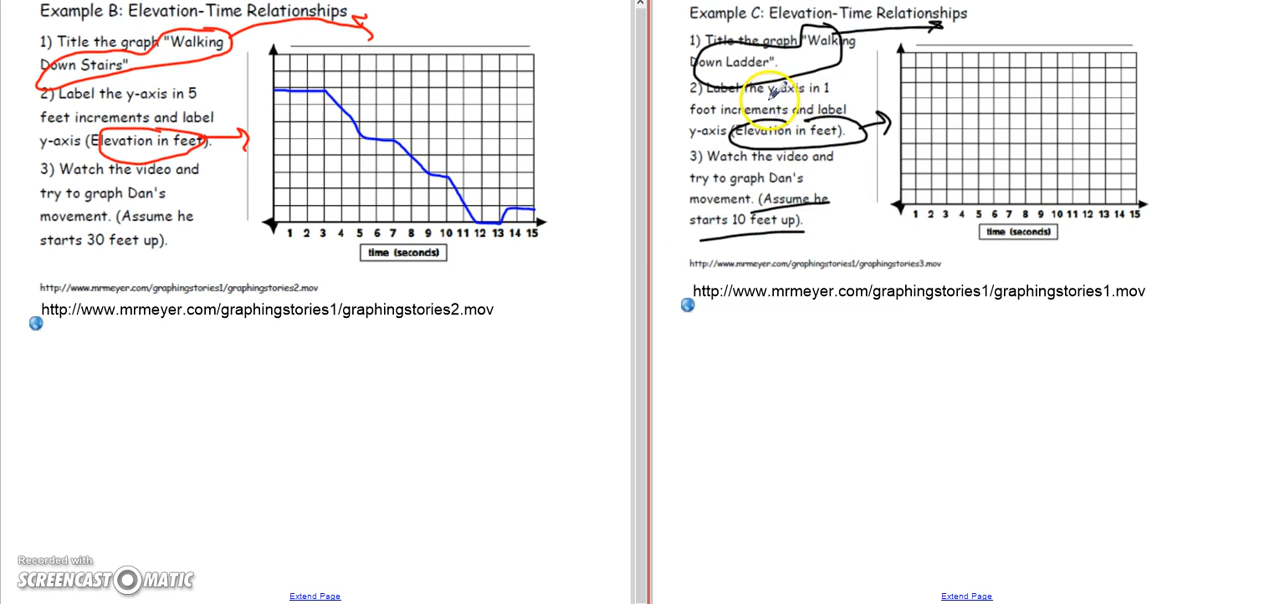 Example B: Elevation-Time Relationships
1) Title the graph "Walking
Down Stairs"
2) Label the y-axis in 5
feet increments and label
y-axis (Elevation in feet).
3) Watch the video and
try to graph Dan's
movement. (Assume he
starts 30 feet up).
1 2 3 4 5 6 7 8 9 10 11 12 13 14 15
time (seconds)
http://www.mrmeyer.com/graphingstories1/graphingstories2.mov
http://www.mrmeyer.com/graphingstories1/graphingstories2.mov
Recorded with
SCREENCAST-O-MATIC
Extend Page
Example C: Elevation-Time Relationships
1) Title the graph "Walking
Down Ladder".
2) Label the y-axis in 1
foot increments and label
y-axis (Elevation in feet).
3) Watch the video and
try to graph Dan's
movement. (Assume he
starts 10 feet up).
1 2 3 4 5 6 7 8 9 10 11 12 13 14 15
time (seconds)
http://www.mrmeyer.com/graphingstories1/graphingstories3.mov
http://www.mrmeyer.com/graphingstories1/graphingstories1.mov
Extend Page